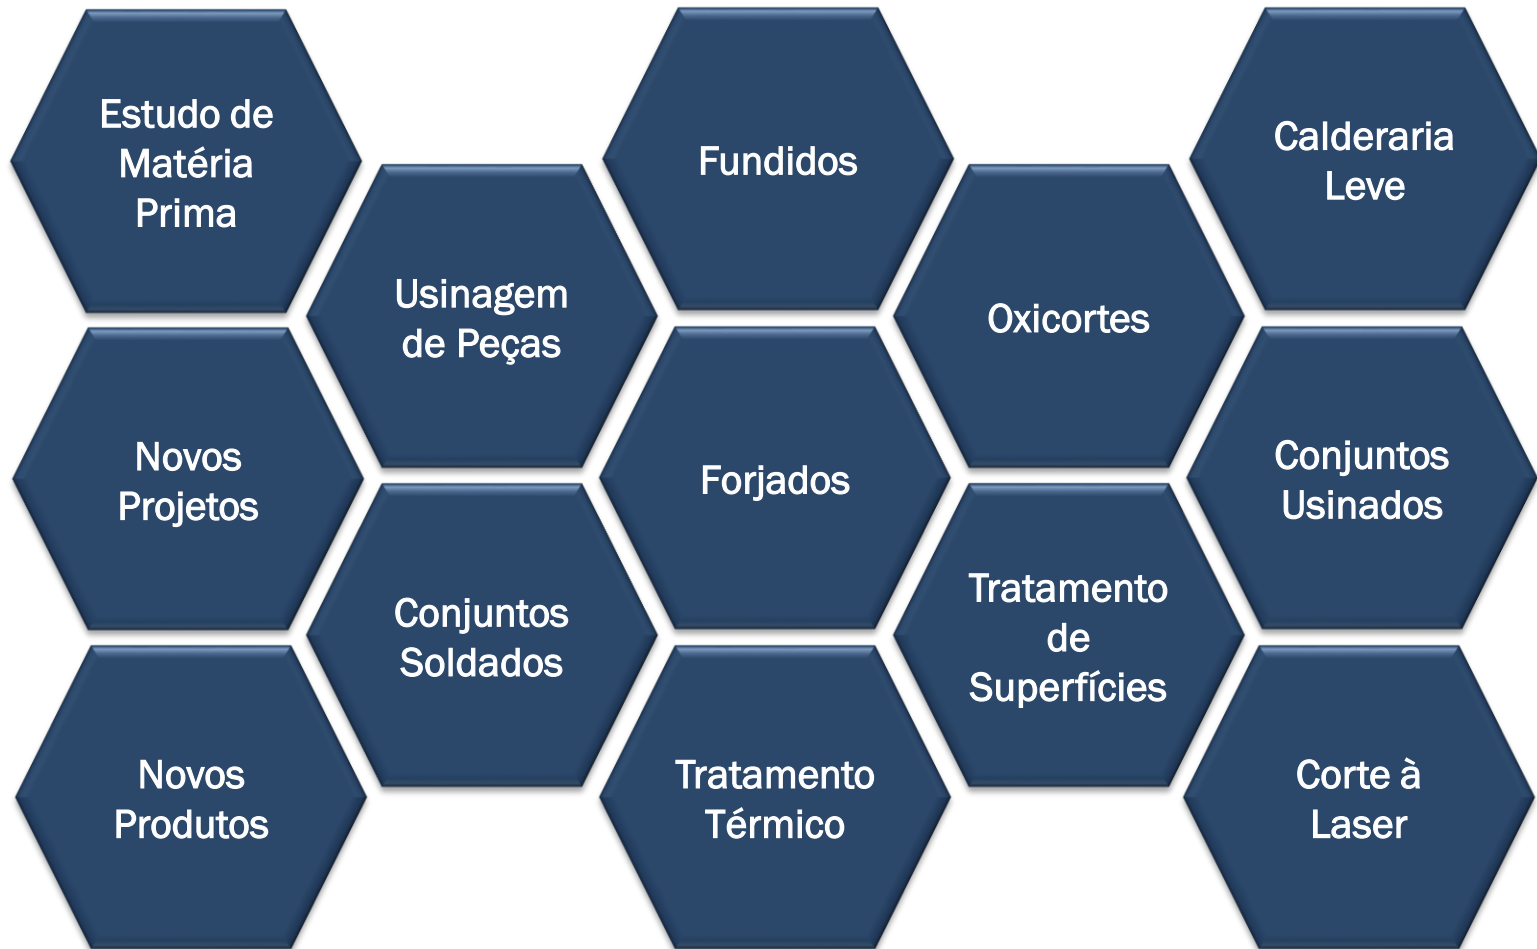 Estudo de
Matéria
Prima
Novos
Projetos
Novos
Produtos
Usinagem
de Peças
Conjuntos
Soldados
Fundidos
Forjados
Tratamento
Térmico
Oxicortes
Tratamento
de
Superfícies
Calderaria
Leve
Conjuntos
Usinados
Corte à
Laser